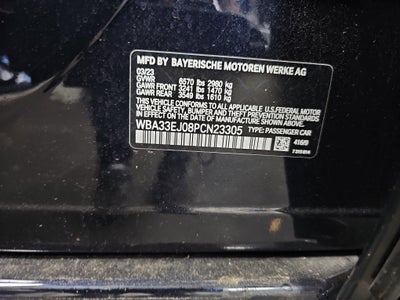 MFD BY BAYERISCHE MOTOREN WERKE AG
03/23
GVWR 6570 lbs 2980 kg
GAWR FRONT 3241 lbs 1470 kg
GAWR REAR 3549 lbs 1610 kg
THIS VEHICLE CONFORMS TO ALL APPLICABLE U.S. FEDERAL MOTOR
VEHICLE SAFETY, BUMPER AND THEFT PREVENTION STANDARDS
IN EFFECT ON THE DATE OF MANUFACTURE SHOWN ABOVE.
WBA33EJ08PCN23305 TYPE: PASSENGER CAR